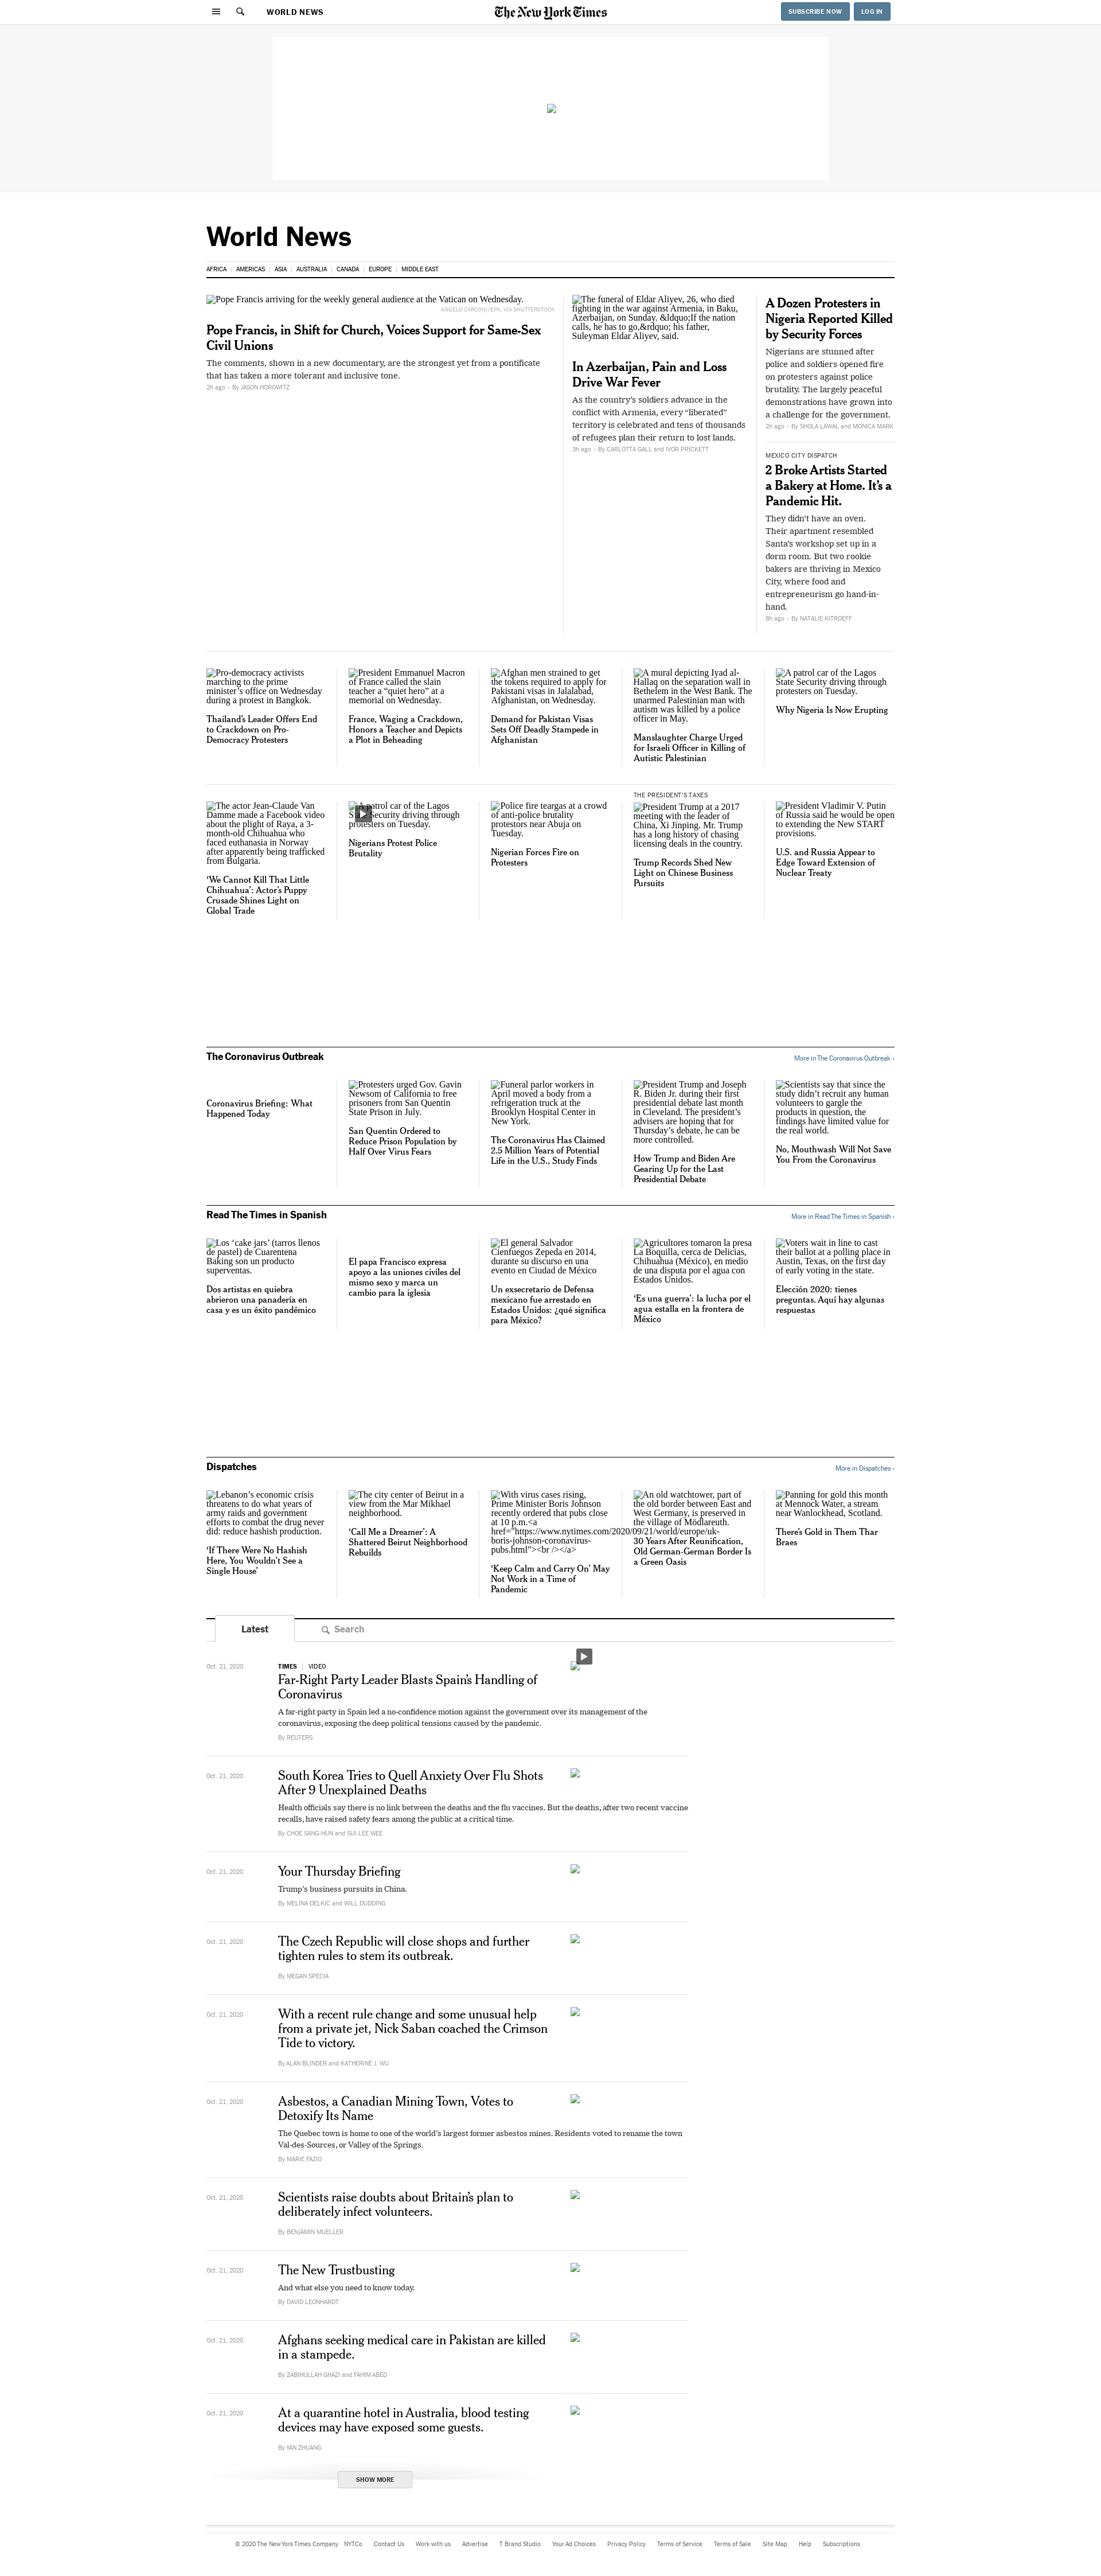 WORLD NEWS
The New York Times
SUBSCRIBE NOW
LOG IN
World News
AFRICA
AMERICAS
ASIA
AUSTRALIA
CANADA
EUROPE
MIDDLE EAST
Pope Francis arriving for the weekly general audience at the Vatican on Wednesday.
ANGELO CARCONI/EPA, VIA SHUTTERSTOCK
Pope Francis, in Shift for Church, Voices Support for Same-Sex
Civil Unions
The comments, shown in a new documentary, are the strongest yet from a pontificate
that has taken a more tolerant and inclusive tone.
2h ago - By JASON HOROWITZ
The funeral of Eldar Aliyev, 26, who died
fighting in the war against Armenia, in Baku,
Azerbaijan, on Sunday. &ldquo;If the nation
calls, he has to go,&rdquo; his father,
Suleyman Eldar Aliyev, said.
In Azerbaijan, Pain and Loss
Drive War Fever
As the country's soldiers advance in the
conflict with Armenia, every “liberated”
territory is celebrated and tens of thousands
of refugees plan their return to lost lands.
3h ago - By CARLOTTA GALL and IVOR PRICKETT
A Dozen Protesters in
Nigeria Reported Killed
by Security Forces
Nigerians are stunned after
police and soldiers opened fire
on protesters against police
brutality. The largely peaceful
demonstrations have grown into
a challenge for the government.
2h ago - By SHOLA LAWAL and MONICA MARK
MEXICO CITY DISPATCH
2 Broke Artists Started
a Bakery at Home. It’s a
Pandemic Hit.
They didn’t have an oven.
Their apartment resembled
Santa’s workshop set up in a
dorm room. But two rookie
bakers are thriving in Mexico
City, where food and
entrepreneurism go hand-in-
hand.
8h ago - By NATALIE KITROEFF
Pro-democracy activists
marching to the prime
minister’s office on Wednesday
during a protest in Bangkok.
Thailand’s Leader Offers End
to Crackdown on Pro-
Democracy Protesters
President Emmanuel Macron
of France called the slain
teacher a “quiet hero” at a
memorial on Wednesday.
France, Waging a Crackdown,
Honors a Teacher and Depicts
a Plot in Beheading
Afghan men strained to get
the tokens required to apply for
Pakistani visas in Jalalabad,
Afghanistan, on Wednesday.
Demand for Pakistan Visas
Sets Off Deadly Stampede in
Afghanistan
A mural depicting Iyad al-
Hallaq on the separation wall in
Bethelem in the West Bank. The
unarmed Palestinian man with
autism was killed by a police
officer in May.
Manslaughter Charge Urged
for Israeli Officer in Killing of
Autistic Palestinian
A patrol car of the Lagos
State Security driving through
protesters on Tuesday.
Why Nigeria Is Now Erupting
The actor Jean-Claude Van
Damme made a Facebook video
about the plight of Raya, a 3-
month-old Chihuahua who
faced euthanasia in Norway
after apparently being trafficked
from Bulgaria.
‘We Cannot Kill That Little
Chihuahua’: Actor’s Puppy
Crusade Shines Light on
Global Trade
A patrol car of the Lagos
State Security driving through
protesters on Tuesday.
Nigerians Protest Police
Brutality
Police fire teargas at a crowd
of anti-police brutality
protestors near Abuja on
Tuesday.
Nigerian Forces Fire on
Protesters
THE PRESIDENT'S TAXES
President Trump at a 2017
meeting with the leader of
China, Xi Jinping. Mr. Trump
has a long history of chasing
licensing deals in the country.
Trump Records Shed New
Light on Chinese Business
Pursuits
President Vladimir V. Putin
of Russia said he would be open
to extending the New START
provisions.
U.S. and Russia Appear to
Edge Toward Extension of
Nuclear Treaty
The Coronavirus Outbreak
More in The Coronavirus Outbreak ›
Coronavirus Briefing: What
Happened Today
Protesters urged Gov. Gavin
Newsom of California to free
prisoners from San Quentin
State Prison in July.
San Quentin Ordered to
Reduce Prison Population by
Half Over Virus Fears
Funeral parlor workers in
April moved a body from a
refrigeration truck at the
Brooklyn Hospital Center in
New York.
The Coronavirus Has Claimed
2.5 Million Years of Potential
Life in the U.S., Study Finds
President Trump and Joseph
R. Biden Jr. during their first
presidential debate last month
in Cleveland. The president’s
advisers are hoping that for
Thursday’s debate, he can be
more controlled.
How Trump and Biden Are
Gearing Up for the Last
Presidential Debate
Scientists say that since the
study didn’t recruit any human
volunteers to gargle the
products in question, the
findings have limited value for
the real world.
No, Mouthwash Will Not Save
You From the Coronavirus
Read The Times in Spanish
More in Read The Times in Spanish ›
Los ‘cake jars’ (tarros llenos
de pastel) de Cuarentena
Baking son un producto
superventas.
Dos artistas en quiebra
abrieron una panadería en
casa y es un éxito pandémico
El papa Francisco expresa
apoyo a las uniones civiles del
mismo sexo y marca un
cambio para la iglesia
El general Salvador
Cienfuegos Zepeda en 2014,
durante su discurso en una
evento en Ciudad de México
Un exsecretario de Defensa
mexicano fue arrestado en
Estados Unidos: ¿qué significa
para México?
Agricultores tomaron la presa
La Boquilla, cerca de Delicias,
Chihuahua (México), en medio
de una disputa por el agua con
Estados Unidos.
‘Es una guerra’: la lucha por el
agua estalla en la frontera de
México
Voters wait in line to cast
their ballot at a polling place in
Austin, Texas, on the first day
of early voting in the state.
Elección 2020: tienes
preguntas. Aquí hay algunas
respuestas
Dispatches
More in Dispatches ›
Lebanon’s economic crisis
threatens to do what years of
army raids and government
efforts to combat the drug never
did: reduce hashish production.
‘If There Were No Hashish
Here, You Wouldn’t See a
Single House’
The city center of Beirut in a
view from the Mar Mikhael
neighborhood.
‘Call Me a Dreamer’: A
Shattered Beirut Neighborhood
Rebuilds
With virus cases rising,
Prime Minister Boris Johnson
recently ordered that pubs close
at 10 p.m.<a
href="https://www.nytimes.com/2020/09/21/world/europe/uk-
boris-johnson-coronavirus-
pubs.html"><br /></a>
‘Keep Calm and Carry On’ May
Not Work in a Time of
Pandemic
An old watchtower, part of
the old border between East and
West Germany, is preserved in
the village of Mödlareuth.
30 Years After Reunification,
Old German-German Border Is
a Green Oasis
Panning for gold this month
at Mennock Water, a stream
near Wanlockhead, Scotland.
There’s Gold in Them Thar
Braes
Latest
Search
Oct. 21, 2020
TIMES | VIDEO
Far-Right Party Leader Blasts Spain’s Handling of
Coronavirus
A far-right party in Spain led a no-confidence motion against the government over its management of the
coronavirus, exposing the deep political tensions caused by the pandemic.
By REUTERS
Oct. 21, 2020
South Korea Tries to Quell Anxiety Over Flu Shots
After 9 Unexplained Deaths
Health officials say there is no link between the deaths and the flu vaccines. But the deaths, after two recent vaccine
recalls, have raised safety fears among the public at a critical time.
By CHOE SANG-HUN and SUI-LEE WEE
Oct. 21, 2020
Your Thursday Briefing
Trump’s business pursuits in China.
By MELINA DELKIC and WILL DUDDING
Oct. 21, 2020
The Czech Republic will close shops and further
tighten rules to stem its outbreak.
By MEGAN SPECIA
Oct. 21, 2020
With a recent rule change and some unusual help
from a private jet, Nick Saban coached the Crimson
Tide to victory.
By ALAN BLINDER and KATHERINE J. WU
Oct. 21, 2020
Asbestos, a Canadian Mining Town, Votes to
Detoxify Its Name
The Quebec town is home to one of the world’s largest former asbestos mines. Residents voted to rename the town
Val-des-Sources, or Valley of the Springs.
By MARIE FAZIO
Oct. 21, 2020
Scientists raise doubts about Britain’s plan to
deliberately infect volunteers.
By BENJAMIN MUELLER
Oct. 21, 2020
The New Trustbusting
And what else you need to know today.
By DAVID LEONHARDT
Oct. 21, 2020
Afghans seeking medical care in Pakistan are killed
in a stampede.
By ZABIHULLAH GHAZI and FAHIM ABED
Oct. 21, 2020
At a quarantine hotel in Australia, blood testing
devices may have exposed some guests.
By YAN ZHUANG
SHOW MORE
© 2020 The New York Times Company
NYTCo
Contact Us
Work with us
Advertise
T Brand Studio
Your Ad Choices
Privacy Policy
Terms of Service
Terms of Sale
Site Map
Help
Subscriptions